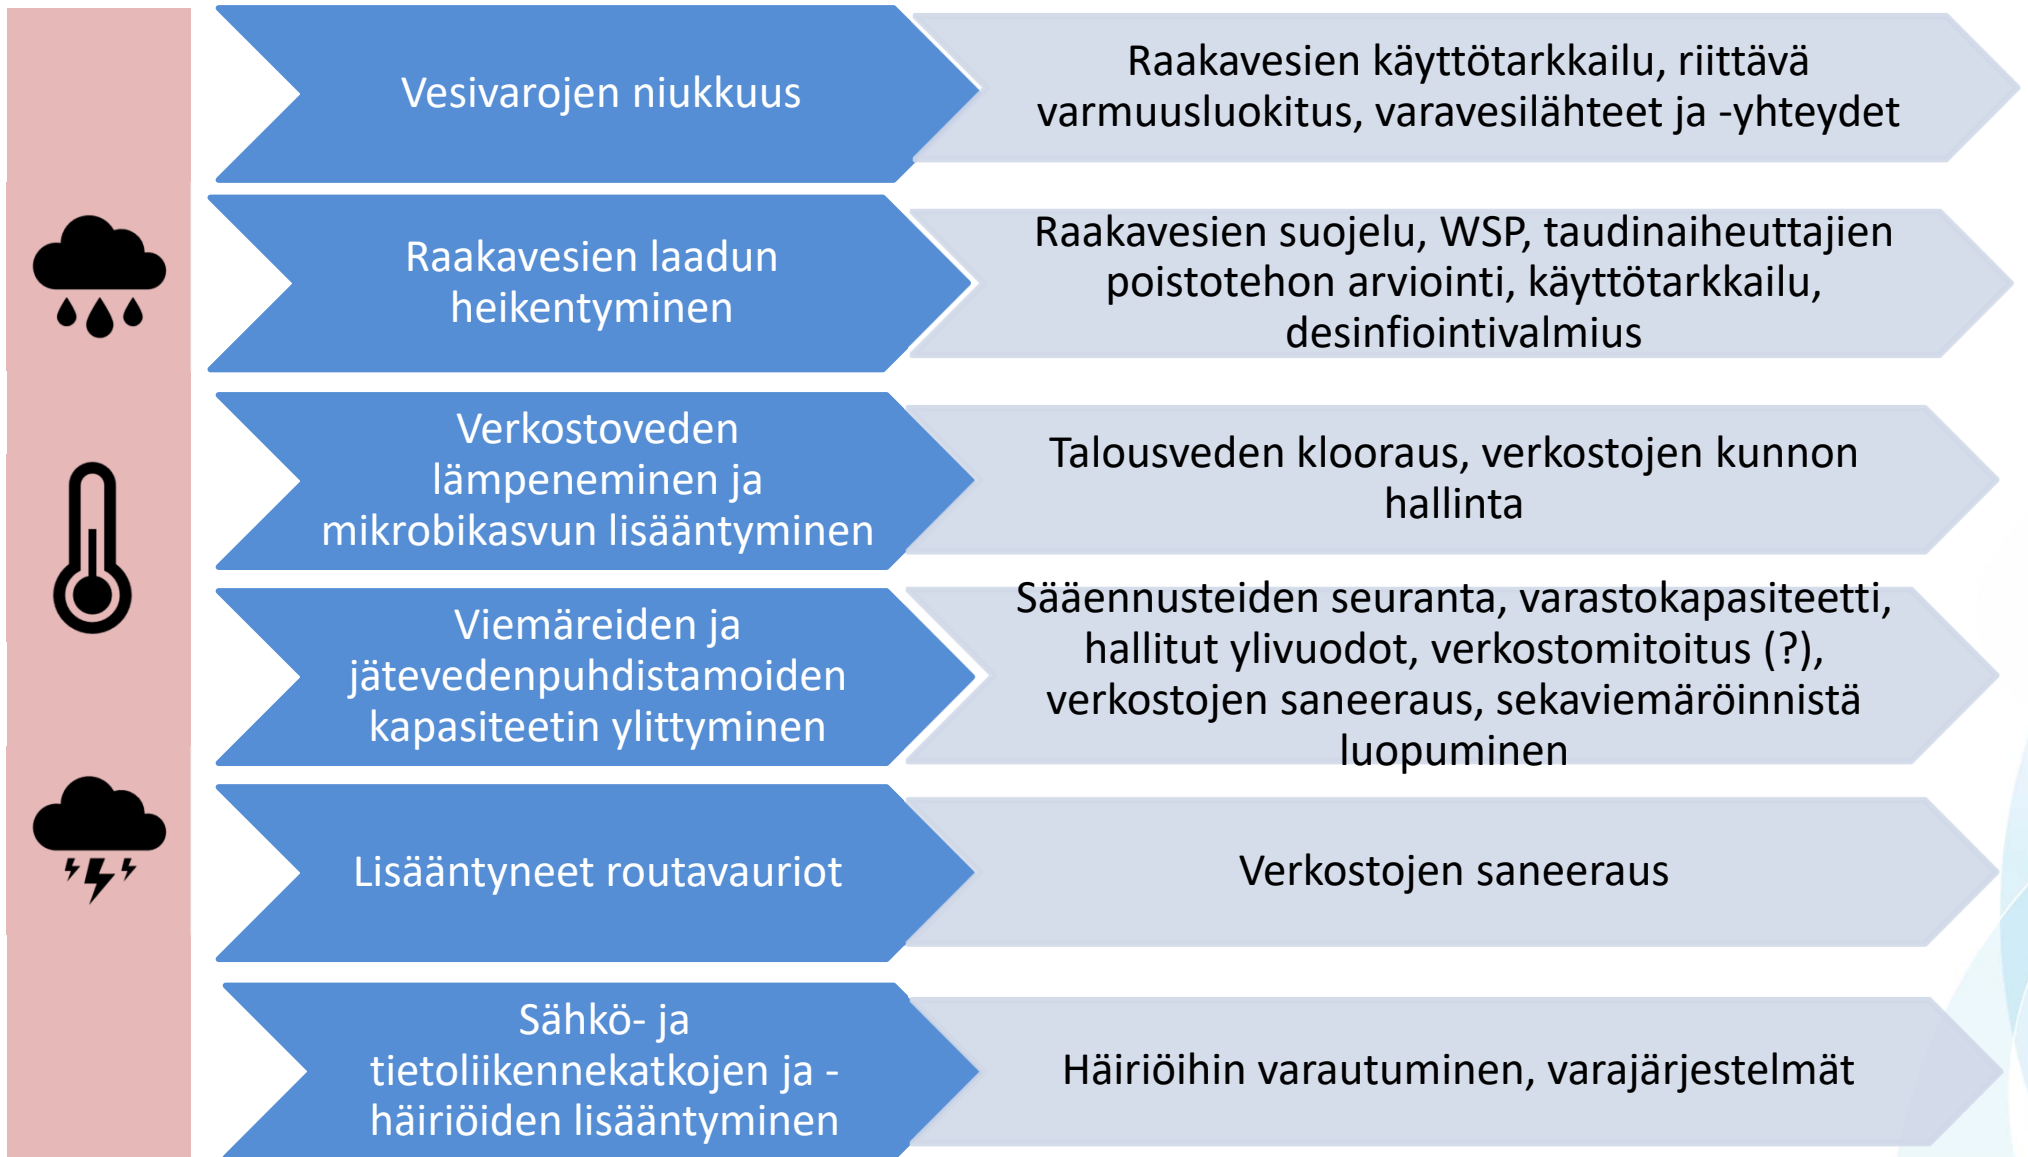 Vesivarojen niukkuus
Raakavesien käyttötarkkailu, riittävä
varmuusluokitus, varavesilähteet ja -yhteydet
Raakavesien laadun
heikentyminen
Raakavesien suojelu, WSP, taudinaiheuttajien
poistotehon arviointi, käyttötarkkailu,
desinfiointivalmius
Verkostoveden
lämpeneminen ja
mikrobikasvun lisääntyminen
Talousveden klooraus, verkostojen kunnon
hallinta
Viemäreiden ja
jätevedenpuhdistamoiden
kapasiteetin ylittyminen
Sääennusteiden seuranta, varastokapasiteetti,
hallitut ylivuodot, verkostomitoitus (?),
verkostojen saneeraus, sekaviemäröinnistä
luopuminen
Lisääntyneet routavauriot
Verkostojen saneeraus
Sähkö- ja
tietoliikennekatkojen ja -
häiriöiden lisääntyminen
Häiriöihin varautuminen, varajärjestelmät